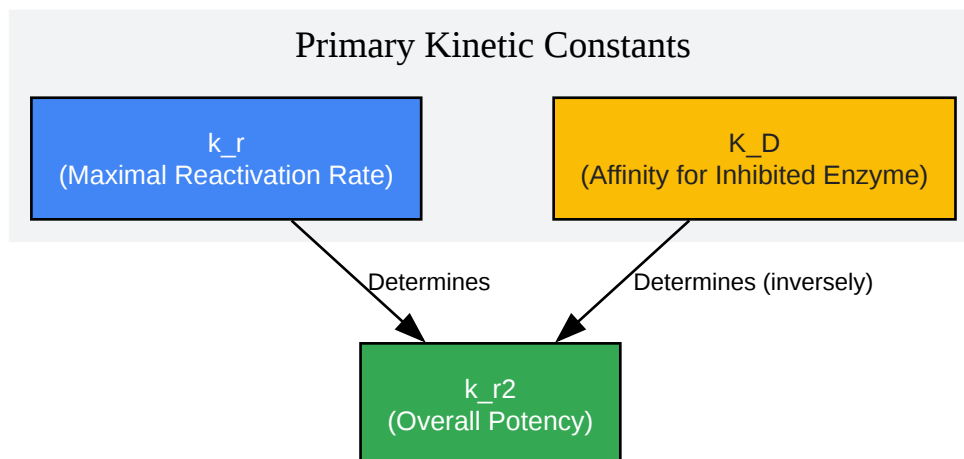 Primary Kinetic Constants
k_r
(Maximal Reactivation Rate)
K_D
(Affinity for Inhibited Enzyme)
Determines
Determines (inversely)
k_r2
(Overall Potency)